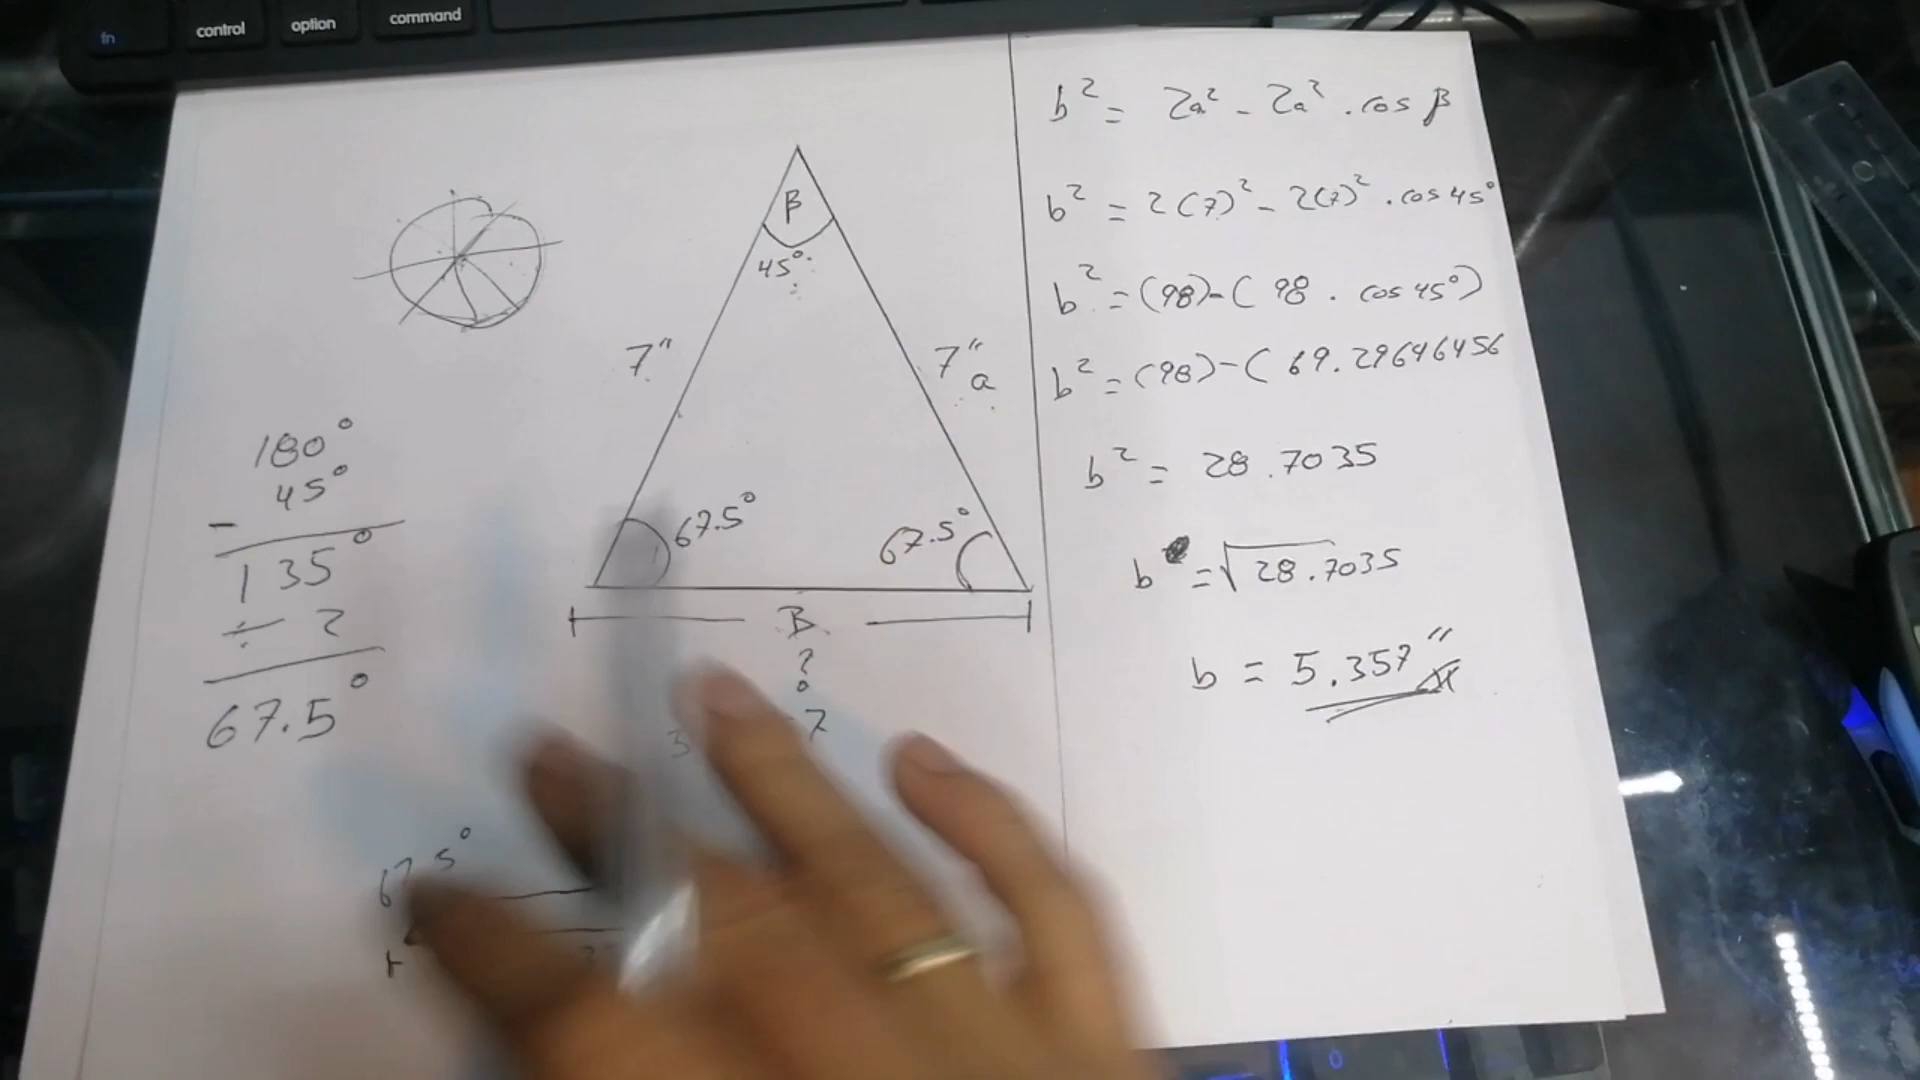 fn control option command
β
45°
7"
7"
a
67.5°
67.5°
B
?
7
180°
45°
-
135°
÷ 2
67.5°
b² = 2a² - 2a² . cos β
b² = 2(7)² - 2(7)² . cos 45°
b² = (98)-( 98 . cos 45°)
b² = (98)-( 69.29646456
b² = 28.7035
b = √28.7035
b = 5.357"